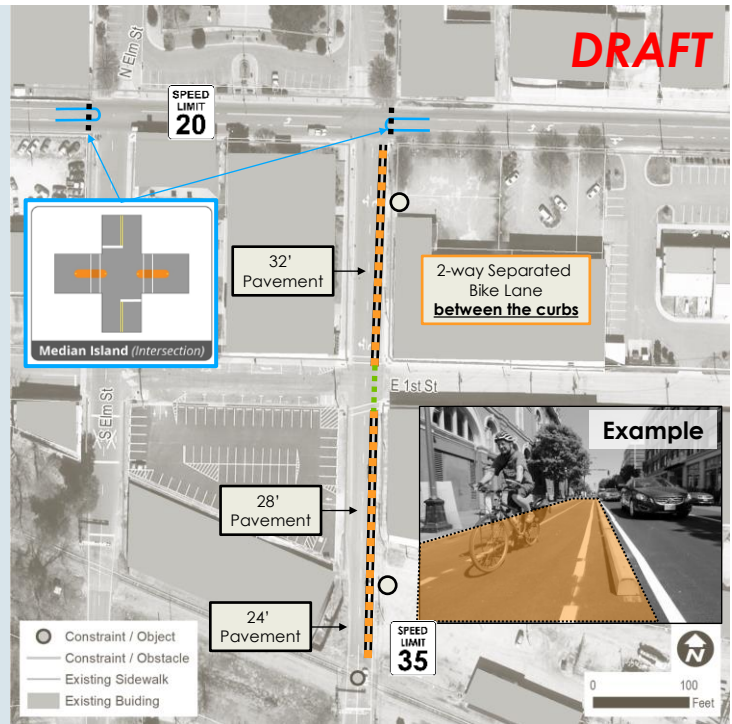 DRAFT
N Elm St
SPEED
LIMIT
20
32'
Pavement
2-way Separated
Bike Lane
between the curbs
Median Island (Intersection)
E 1st St
S Elm St
Example
28'
Pavement
24'
Pavement
SPEED
LIMIT
35
Constraint / Object
Constraint / Obstacle
Existing Sidewalk
Existing Buiding
N
0 100
Feet